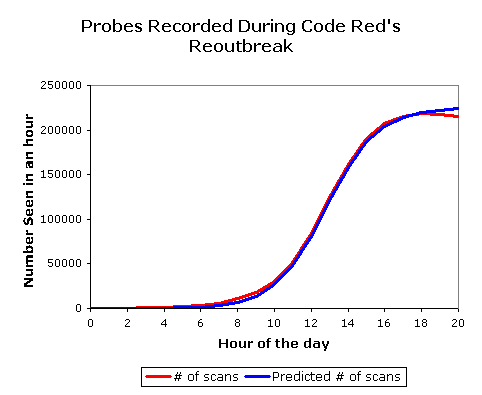 Probes Recorded During Code Red's
Reoutbreak
Number Seen in an hour
250000
200000
150000
100000
50000
0
0 2 4 6 8 10 12 14 16 18 20
Hour of the day
# of scans Predicted # of scans